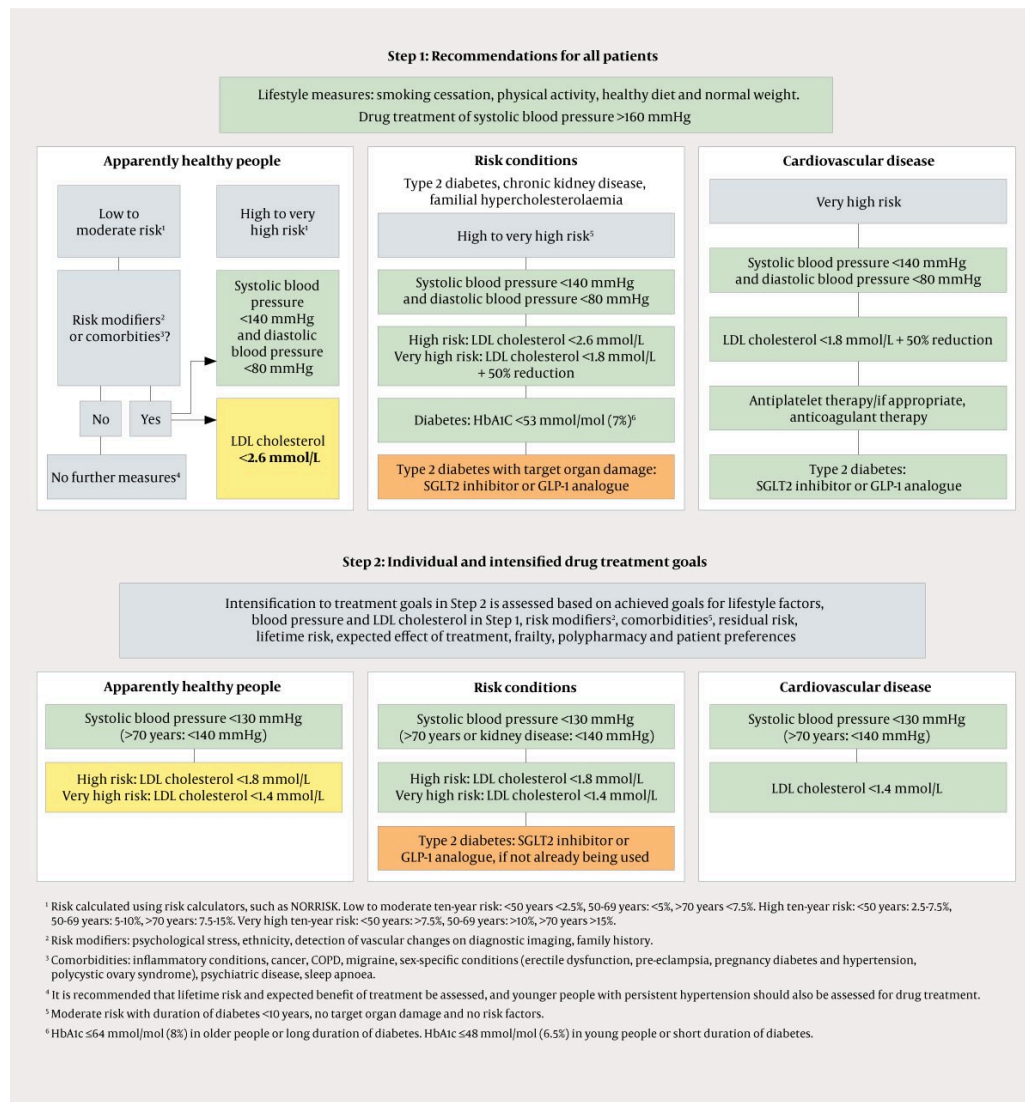 Step 1: Recommendations for all patients
Lifestyle measures: smoking cessation, physical activity, healthy diet and normal weight.
Drug treatment of systolic blood pressure >160 mmHg
Apparently healthy people
Low to
moderate risk¹
High to very
high risk¹
Risk modifiers²
or comorbities³?
Systolic blood
pressure
<140 mmHg
and diastolic
blood pressure
<80 mmHg
No
Yes
LDL cholesterol
<2.6 mmol/L
No further measures⁴
Risk conditions
Type 2 diabetes, chronic kidney disease,
familial hypercholesterolaemia
High to very high risk⁵
Systolic blood pressure <140 mmHg
and diastolic blood pressure <80 mmHg
High risk: LDL cholesterol <2.6 mmol/L
Very high risk: LDL cholesterol <1.8 mmol/L
+ 50% reduction
Diabetes: HbA1C <53 mmol/mol (7%)⁶
Type 2 diabetes with target organ damage:
SGLT2 inhibitor or GLP-1 analogue
Cardiovascular disease
Very high risk
Systolic blood pressure <140 mmHg
and diastolic blood pressure <80 mmHg
LDL cholesterol <1.8 mmol/L + 50% reduction
Antiplatelet therapy/if appropriate,
anticoagulant therapy
Type 2 diabetes:
SGLT2 inhibitor or GLP-1 analogue
Step 2: Individual and intensified drug treatment goals
Intensification to treatment goals in Step 2 is assessed based on achieved goals for lifestyle factors,
blood pressure and LDL cholesterol in Step 1, risk modifiers², comorbidities⁵, residual risk,
lifetime risk, expected effect of treatment, frailty, polypharmacy and patient preferences
Apparently healthy people
Systolic blood pressure <130 mmHg
(>70 years: <140 mmHg)
High risk: LDL cholesterol <1.8 mmol/L
Very high risk: LDL cholesterol <1.4 mmol/L
Risk conditions
Systolic blood pressure <130 mmHg
(>70 years or kidney disease: <140 mmHg)
High risk: LDL cholesterol <1.8 mmol/L
Very high risk: LDL cholesterol <1.4 mmol/L
Type 2 diabetes: SGLT2 inhibitor or
GLP-1 analogue, if not already being used
Cardiovascular disease
Systolic blood pressure <130 mmHg
(>70 years: <140 mmHg)
LDL cholesterol <1.4 mmol/L
¹ Risk calculated using risk calculators, such as NORRISK. Low to moderate ten-year risk: <50 years <2.5%, 50-69 years: <5%, >70 years <7.5%. High ten-year risk: <50 years: 2.5-7.5%,
50-69 years: 5-10%, >70 years: 7.5-15%. Very high ten-year risk: <50 years: >7.5%, 50-69 years: >10%, >70 years >15%.
² Risk modifiers: psychological stress, ethnicity, detection of vascular changes on diagnostic imaging, family history.
³ Comorbidities: inflammory conditions, cancer, COPD, migraine, sex-specific conditions (erectile dysfunction, pre-eclampsia, pregnancy diabetes and hypertension,
polycystic ovary syndrome), psychiatric disease, sleep apnoea.
⁴ It is recommended that lifetime risk and expected benefit of treatment be assessed, and younger people with persistent hypertension should also be assessed for drug treatment.
⁵ Moderate risk with duration of diabetes <10 years, no target organ damage and no risk factors.
⁶ HbA1c ≤64 mmol/mol (8%) in older people or long duration of diabetes. HbA1c ≤48 mmol/mol (6.5%) in young people or short duration of diabetes.